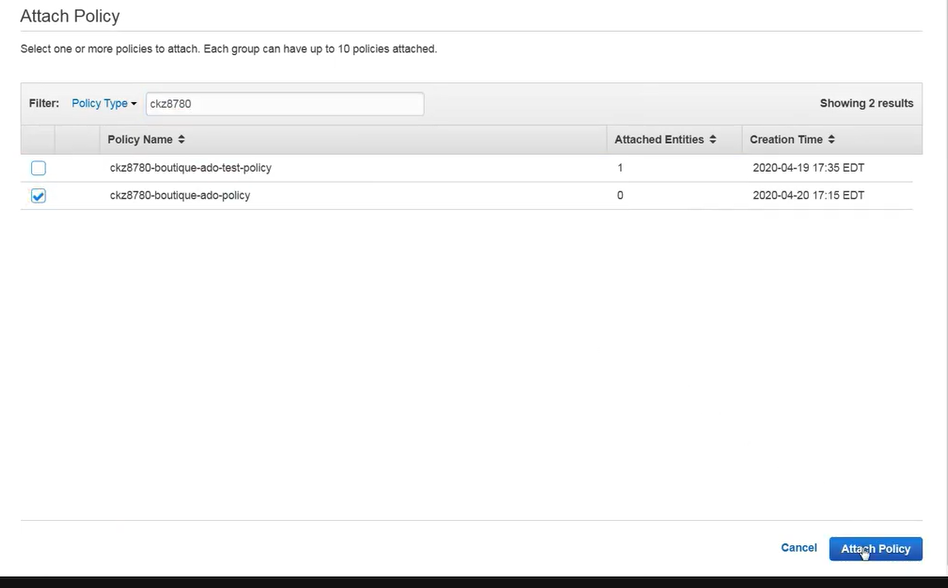 Attach Policy
Select one or more policies to attach. Each group can have up to 10 policies attached.
Filter: Policy Type ckz8780 Showing 2 results
Policy Name Attached Entities Creation Time
ckz8780-boutique-ado-test-policy 1 2020-04-19 17:35 EDT
ckz8780-boutique-ado-policy 0 2020-04-20 17:15 EDT
Cancel Attach Policy